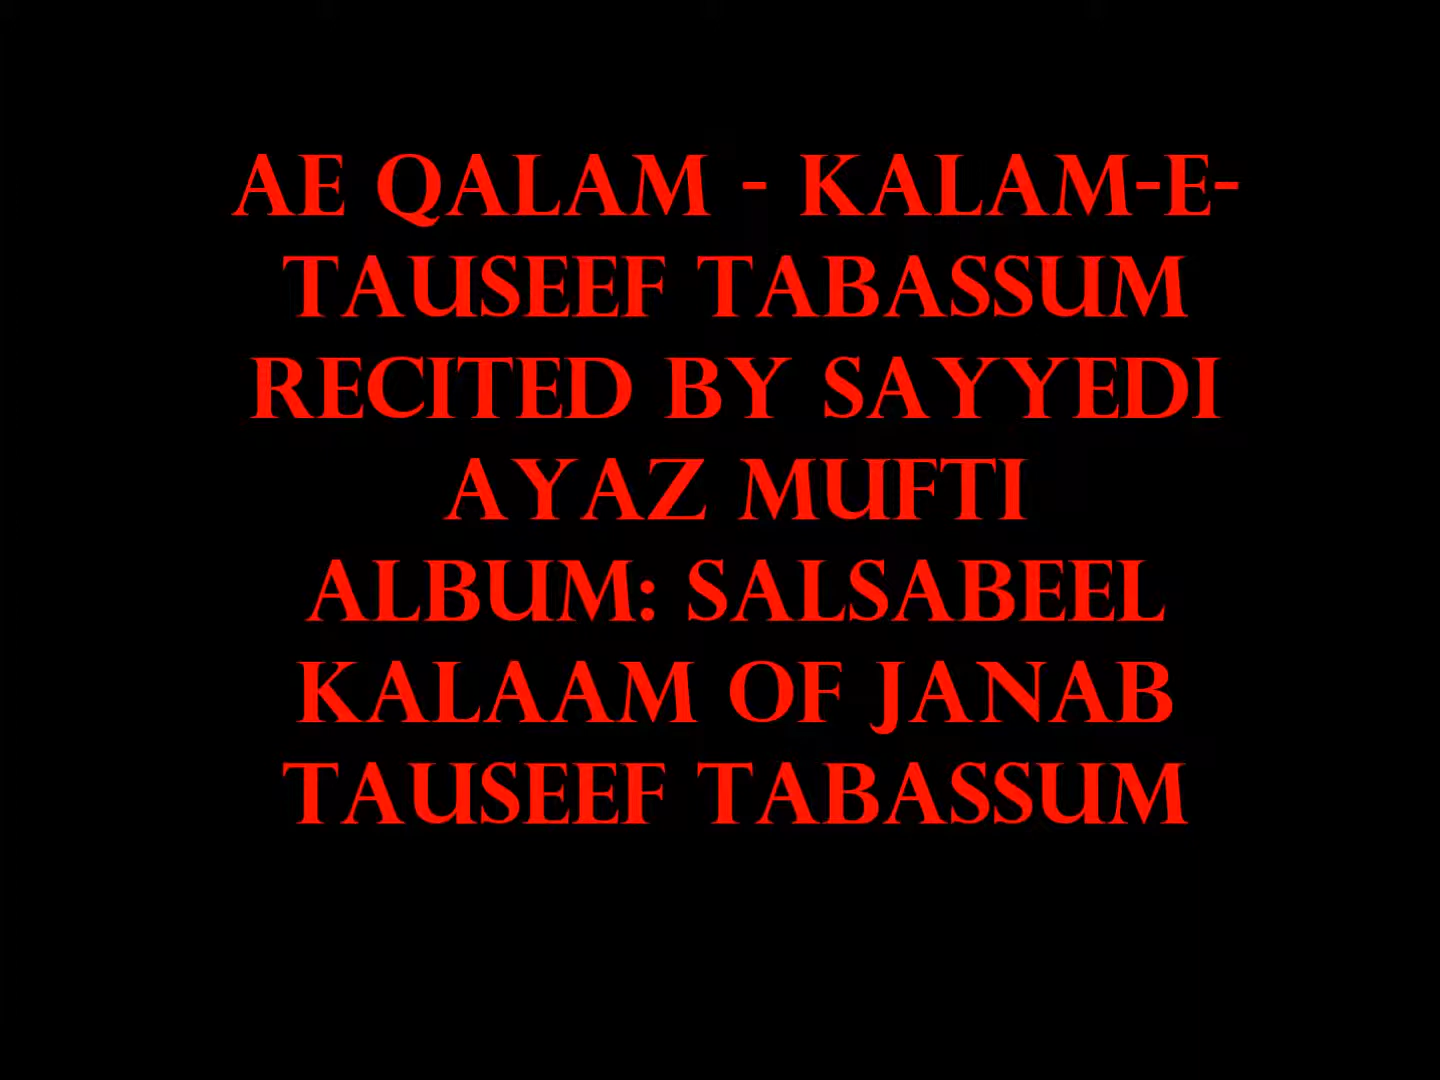 AE QALAM - KALAM-E-
TAUSEEF TABASSUM
RECITED BY SAYYEDI
AYAZ MUFTI
ALBUM: SALSABEEL
KALAAM OF JANAB
TAUSEEF TABASSUM